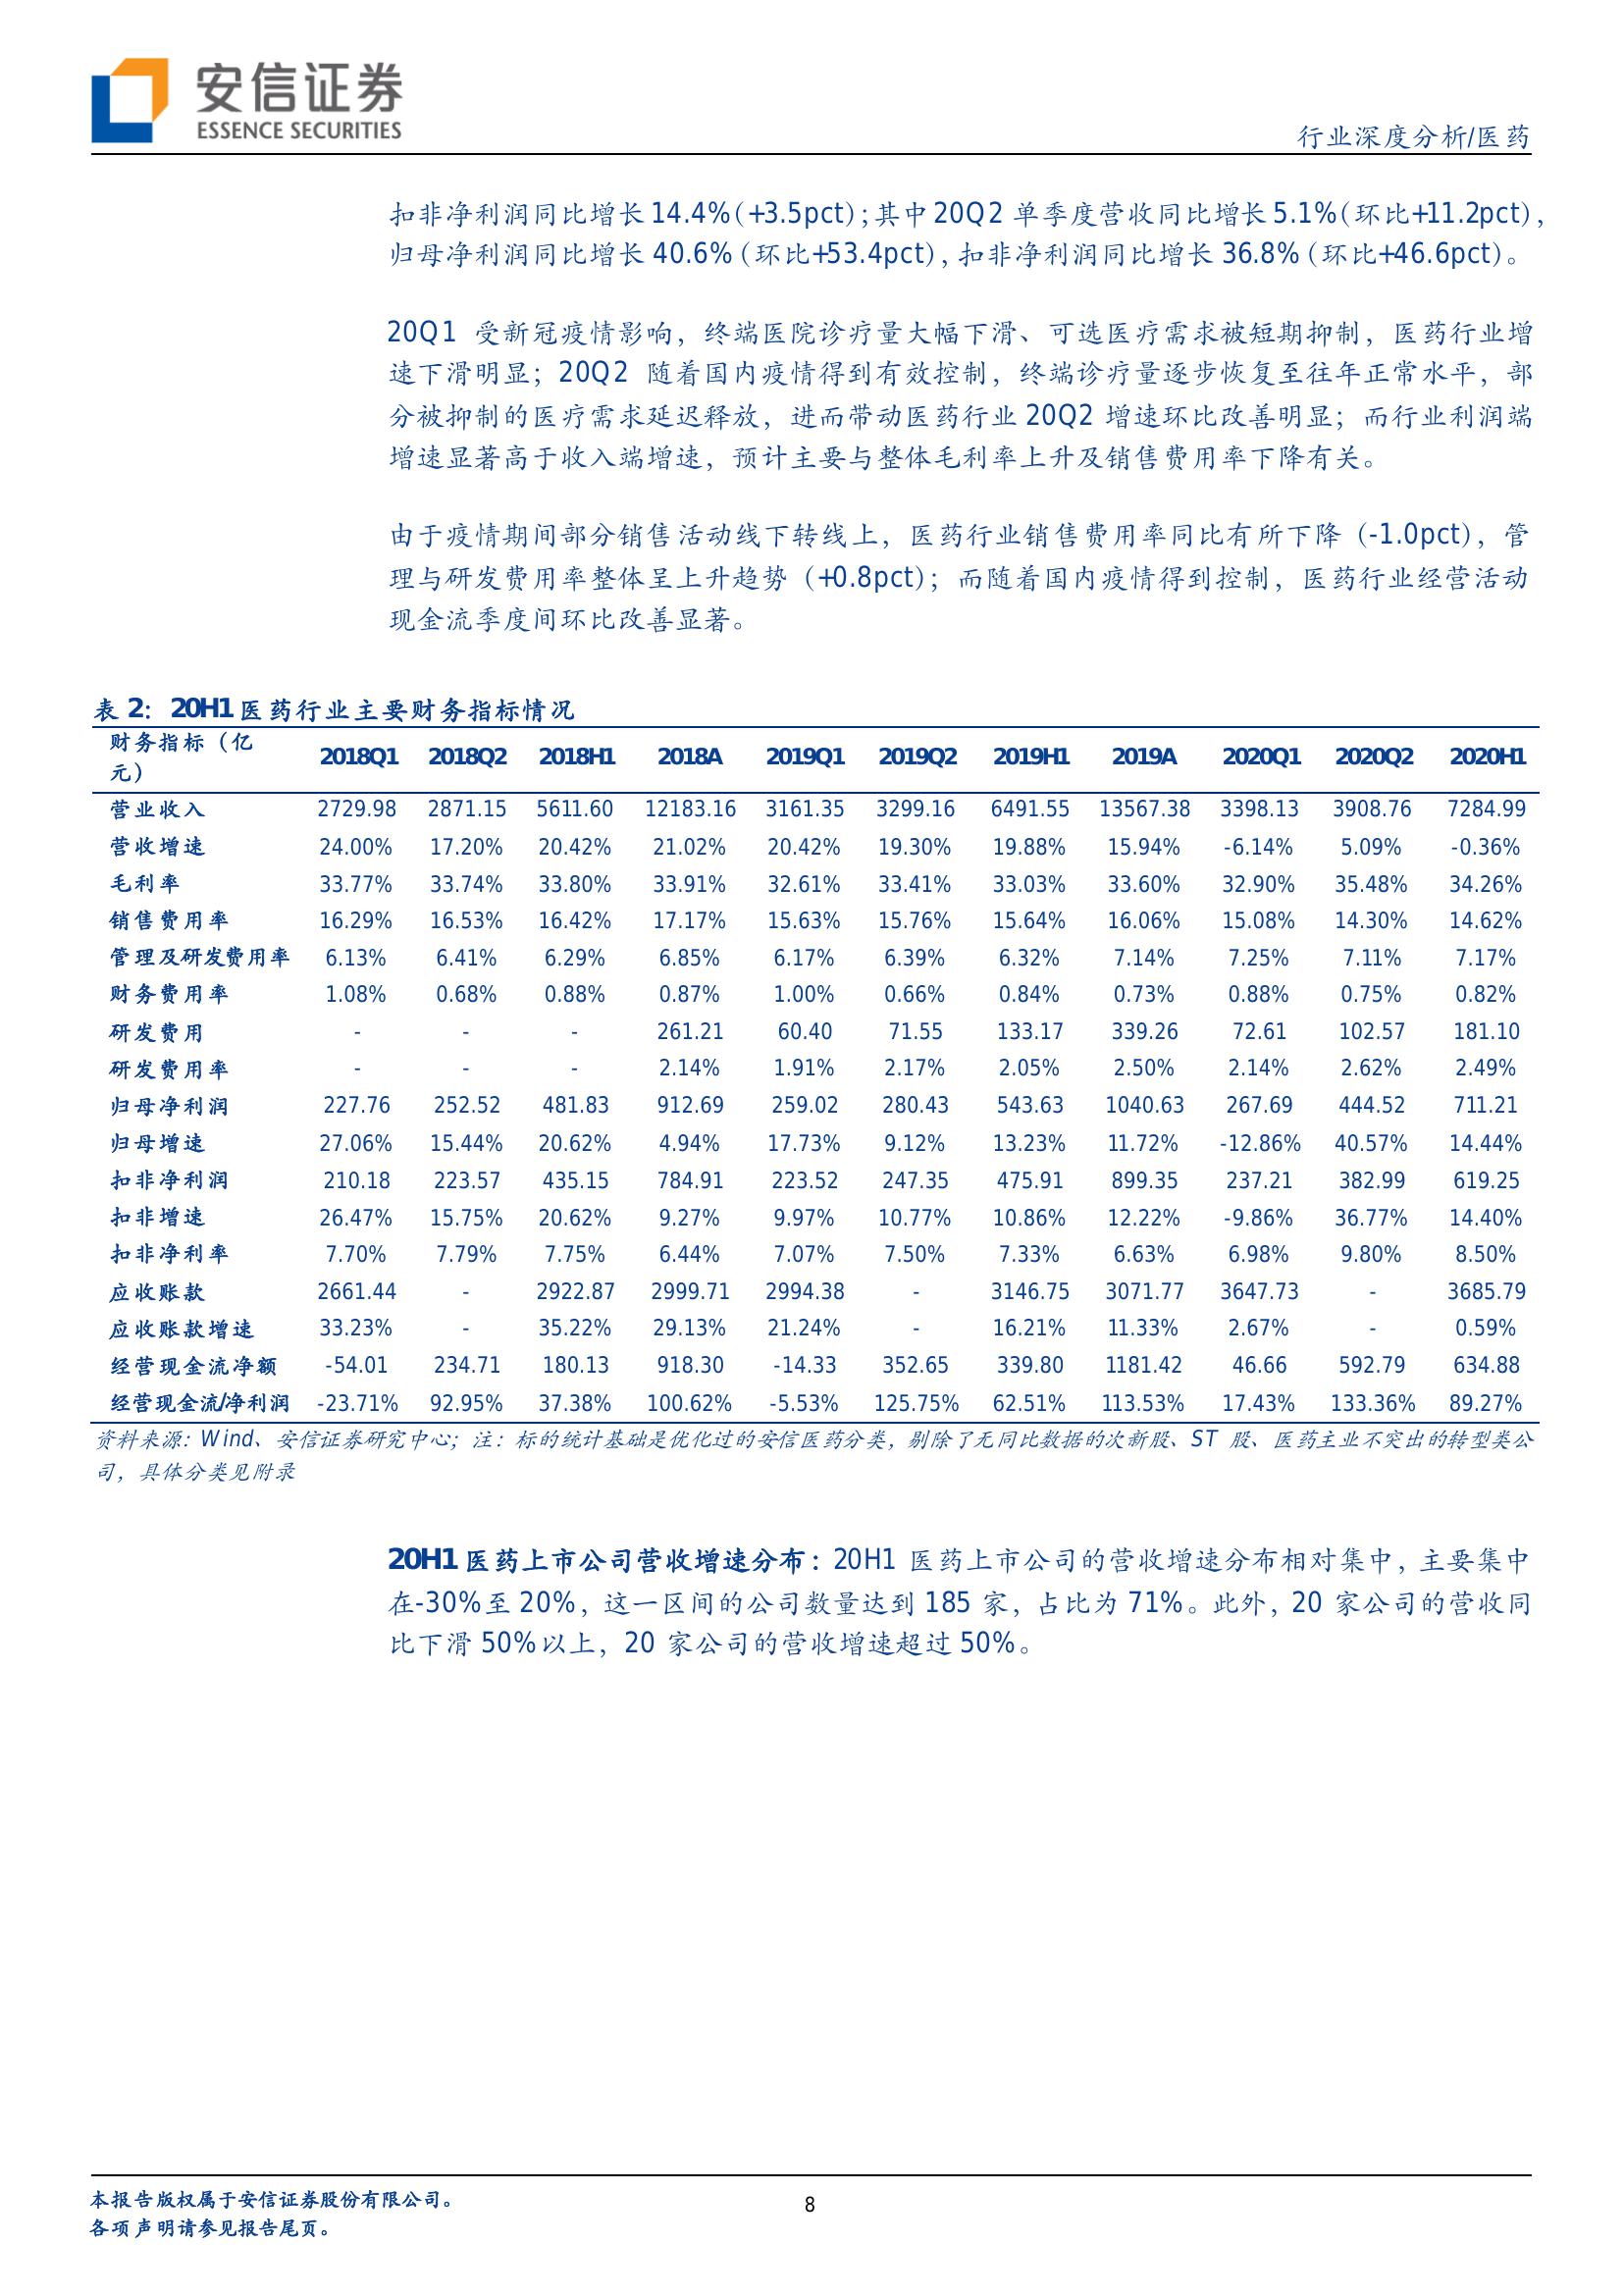 安信证券
ESSENCE SECURITIES
行业深度分析/医药
扣非净利润同比增长 14.4%（+3.5pct）；其中 20Q2 单季度营收同比增长 5.1%（环比+11.2pct），
归母净利润同比增长 40.6%（环比+53.4pct），扣非净利润同比增长 36.8%（环比+46.6pct）。
20Q1 受新冠疫情影响，终端医院诊疗量大幅下滑、可选医疗需求被短期抑制，医药行业增
速下滑明显；20Q2 随着国内疫情得到有效控制，终端诊疗量逐步恢复至往年正常水平，部
分被抑制的医疗需求延迟释放，进而带动医药行业 20Q2 增速环比改善明显；而行业利润端
增速显著高于收入端增速，预计主要与整体毛利率上升及销售费用率下降有关。
由于疫情期间部分销售活动线下转线上，医药行业销售费用率同比有所下降（-1.0pct），管
理与研发费用率整体呈上升趋势（+0.8pct）；而随着国内疫情得到控制，医药行业经营活动
现金流季度间环比改善显著。
表 2：20H1 医药行业主要财务指标情况
财务指标（亿元） 2018Q1 2018Q2 2018H1 2018A 2019Q1 2019Q2 2019H1 2019A 2020Q1 2020Q2 2020H1
营业收入 2729.98 2871.15 5611.60 12183.16 3161.35 3299.16 6491.55 13567.38 3398.13 3908.76 7284.99
营收增速 24.00% 17.20% 20.42% 21.02% 20.42% 19.30% 19.88% 15.94% -6.14% 5.09% -0.36%
毛利率 33.77% 33.74% 33.80% 33.91% 32.61% 33.41% 33.03% 33.60% 32.90% 35.48% 34.26%
销售费用率 16.29% 16.53% 16.42% 17.17% 15.63% 15.76% 15.64% 16.06% 15.08% 14.30% 14.62%
管理及研发费用率 6.13% 6.41% 6.29% 6.85% 6.17% 6.39% 6.32% 7.14% 7.25% 7.11% 7.17%
财务费用率 1.08% 0.68% 0.88% 0.87% 1.00% 0.66% 0.84% 0.73% 0.88% 0.75% 0.82%
研发费用 - - - 261.21 60.40 71.55 133.17 339.26 72.61 102.57 181.10
研发费用率 - - - 2.14% 1.91% 2.17% 2.05% 2.50% 2.14% 2.62% 2.49%
归母净利润 227.76 252.52 481.83 912.69 259.02 280.43 543.63 1040.63 267.69 444.52 711.21
归母增速 27.06% 15.44% 20.62% 4.94% 17.73% 9.12% 13.23% 11.72% -12.86% 40.57% 14.44%
扣非净利润 210.18 223.57 435.15 784.91 223.52 247.35 475.91 899.35 237.21 382.99 619.25
扣非增速 26.47% 15.75% 20.62% 9.27% 9.97% 10.77% 10.86% 12.22% -9.86% 36.77% 14.40%
扣非净利率 7.70% 7.79% 7.75% 6.44% 7.07% 7.50% 7.33% 6.63% 6.98% 9.80% 8.50%
应收账款 2661.44 - 2922.87 2999.71 2994.38 - 3146.75 3071.77 3647.73 - 3685.79
应收账款增速 33.23% - 35.22% 29.13% 21.24% - 16.21% 11.33% 2.67% - 0.59%
经营现金流净额 -54.01 234.71 180.13 918.30 -14.33 352.65 339.80 1181.42 46.66 592.79 634.88
经营现金流/净利润 -23.71% 92.95% 37.38% 100.62% -5.53% 125.75% 62.51% 113.53% 17.43% 133.36% 89.27%
资料来源：Wind、安信证券研究中心；注：标的统计基础是优化过的安信医药分类，剔除了无同比数据的次新股、ST 股、医药主业不突出的转型类公
司，具体分类见附录
20H1 医药上市公司营收增速分布：20H1 医药上市公司的营收增速分布相对集中，主要集中
在-30%至 20%，这一区间的公司数量达到 185 家，占比为 71%。此外，20 家公司的营收同
比下滑 50%以上，20 家公司的营收增速超过 50%。
本报告版权属于安信证券股份有限公司。
各项声明请参见报告尾页。
8